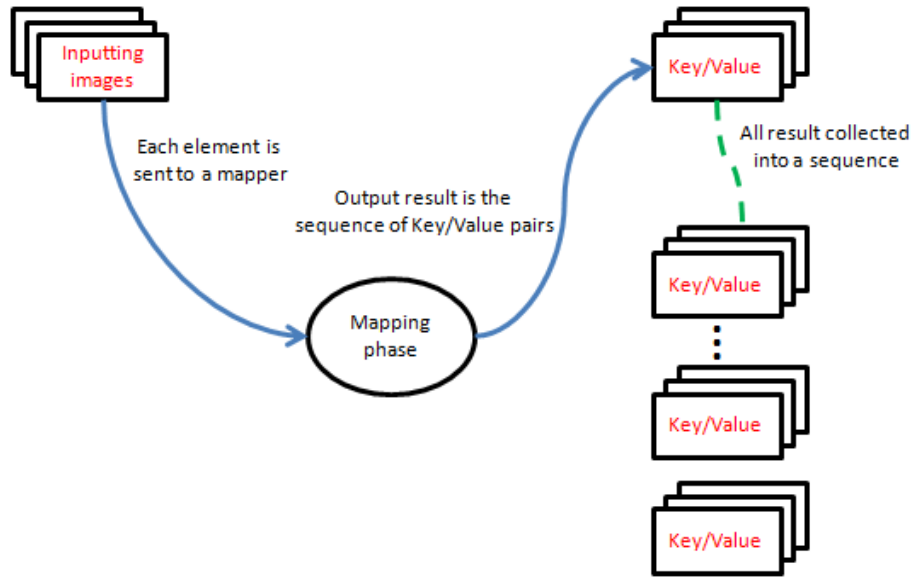 Inputting
images
Key/Value
Each element is
sent to a mapper
All result collected
into a sequence
Output result is the
sequence of Key/Value pairs
Key/Value
Mapping
phase
Key/Value
Key/Value